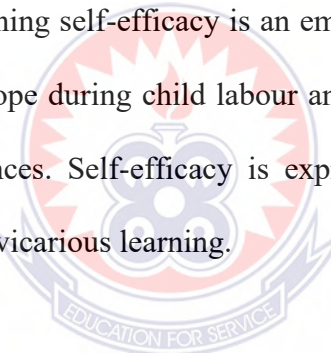 ning self-efficacy is an em
ope during child labour an
nces. Self-efficacy is exp
vicarious learning.
EDUCATION FOR SERVICE